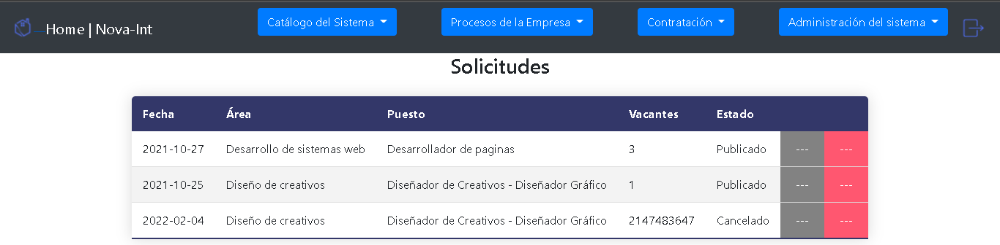 Home | Nova-Int Catálogo del Sistema Procesos de la Empresa Contratación Administración del sistema
Solicitudes
Fecha Área Puesto Vacantes Estado
2021-10-27 Desarrollo de sistemas web Desarrollador de paginas 3 Publicado --- ---
2021-10-25 Diseño de creativos Diseñador de Creativos - Diseñador Gráfico 1 Publicado --- ---
2022-02-04 Diseño de creativos Diseñador de Creativos - Diseñador Gráfico 2147483647 Cancelado --- ---